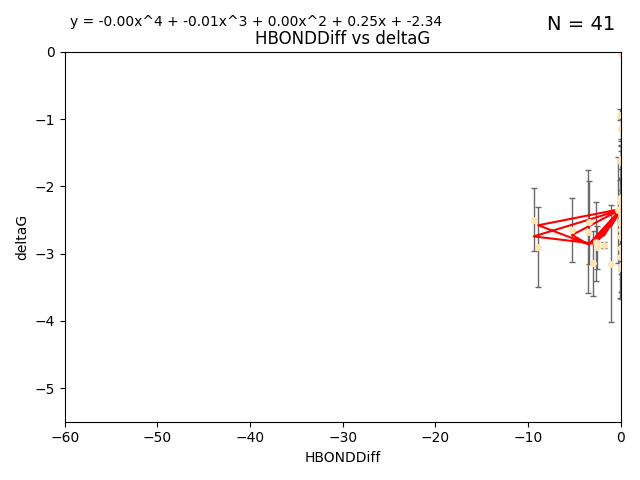 y = -0.00x^4 + -0.01x^3 + 0.00x^2 + 0.25x + -2.34
N = 41
HBONDDiff vs deltaG
0
−1
−2
−3
−4
−5
deltaG
−60 −50 −40 −30 −20 −10 0
HBONDDiff